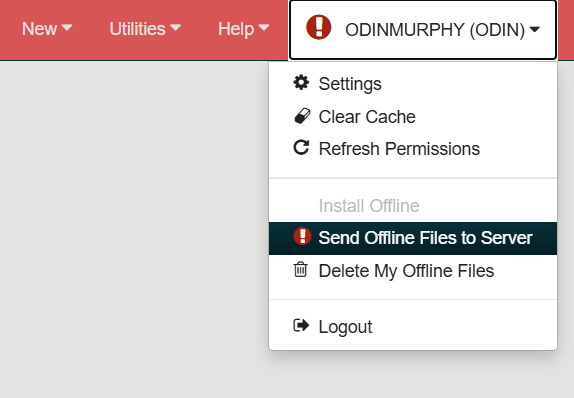 New Utilities Help ODINMURPHY (ODIN)
Settings
Clear Cache
Refresh Permissions
Install Offline
Send Offline Files to Server
Delete My Offline Files
Logout